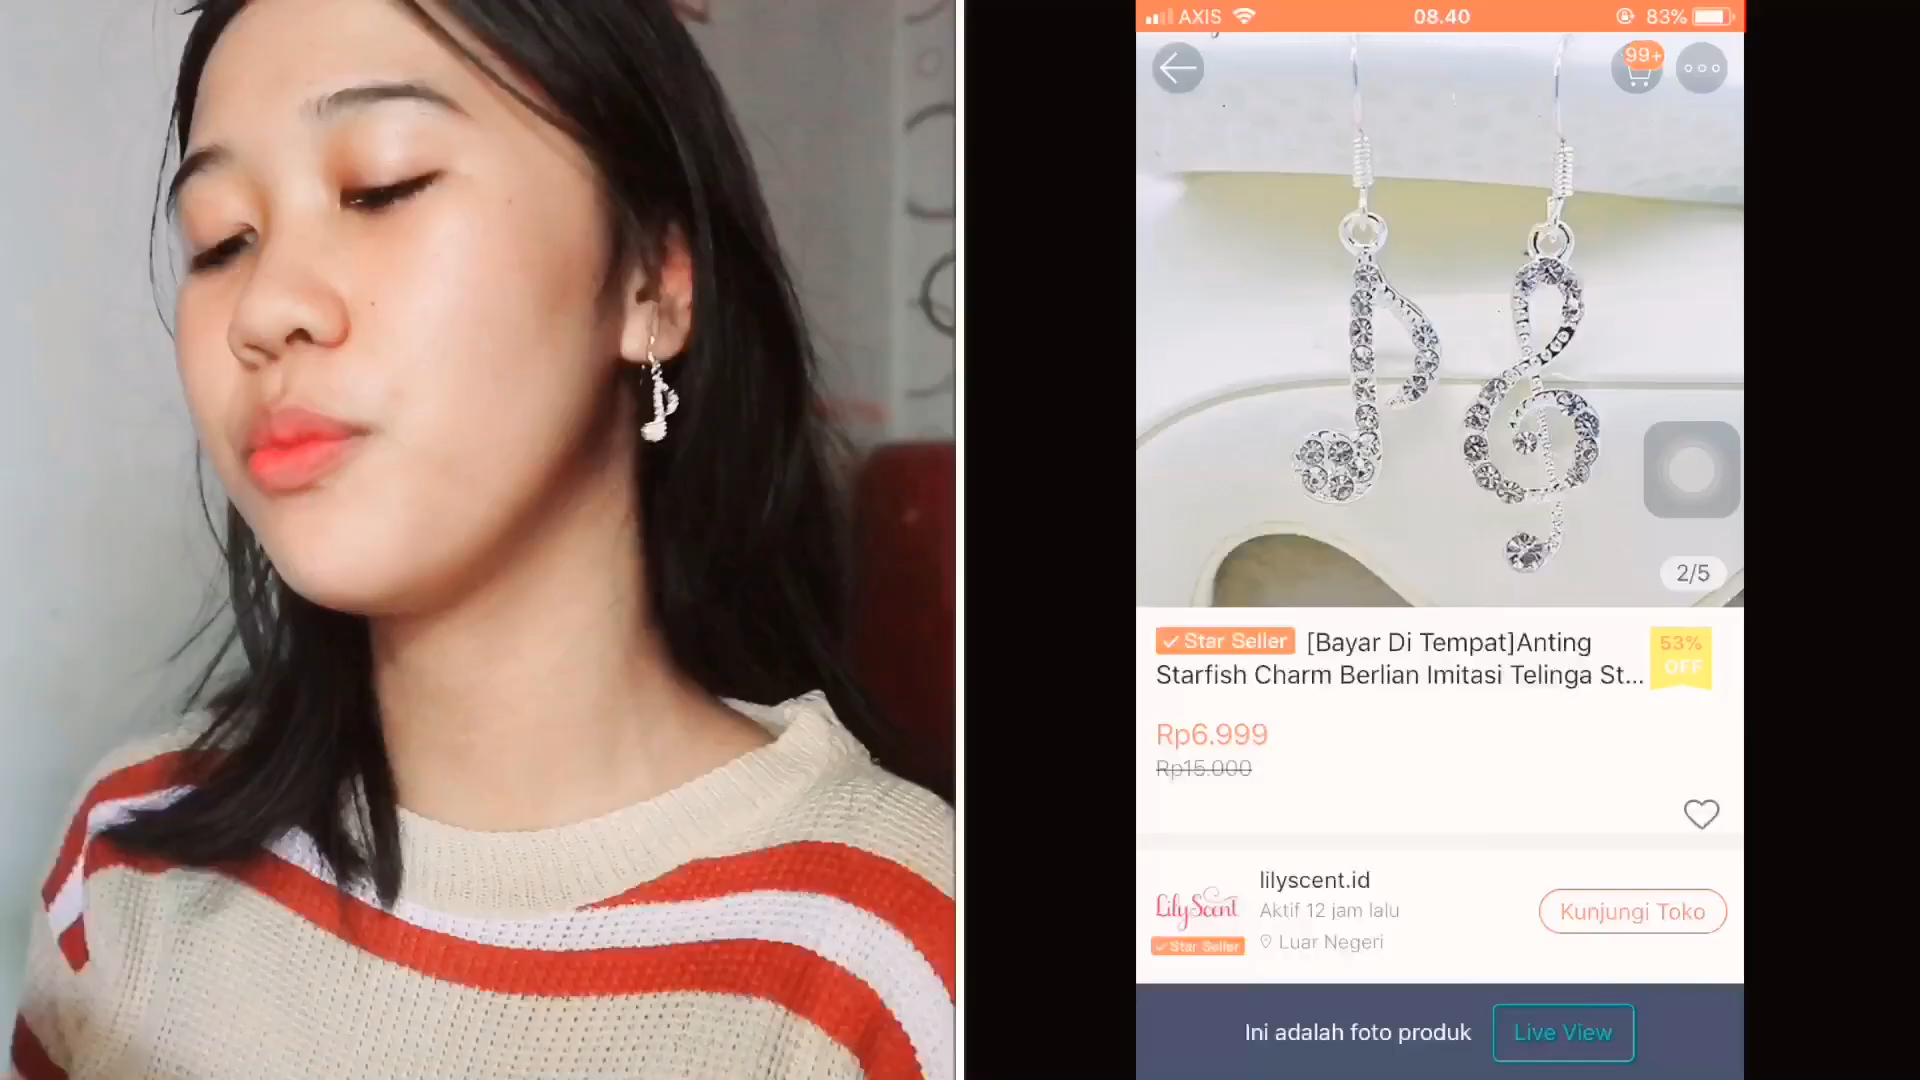 AXIS
08.40
83%
99+
2/5
Star Seller [Bayar Di Tempat]Anting
Starfish Charm Berlian Imitasi Telinga St...
53%
OFF
Rp6.999
Rp15.000
lilyscent.id
LilyScent
Aktif 12 jam lalu
Star Seller
Luar Negeri
Kunjungi Toko
Ini adalah foto produk
Live View